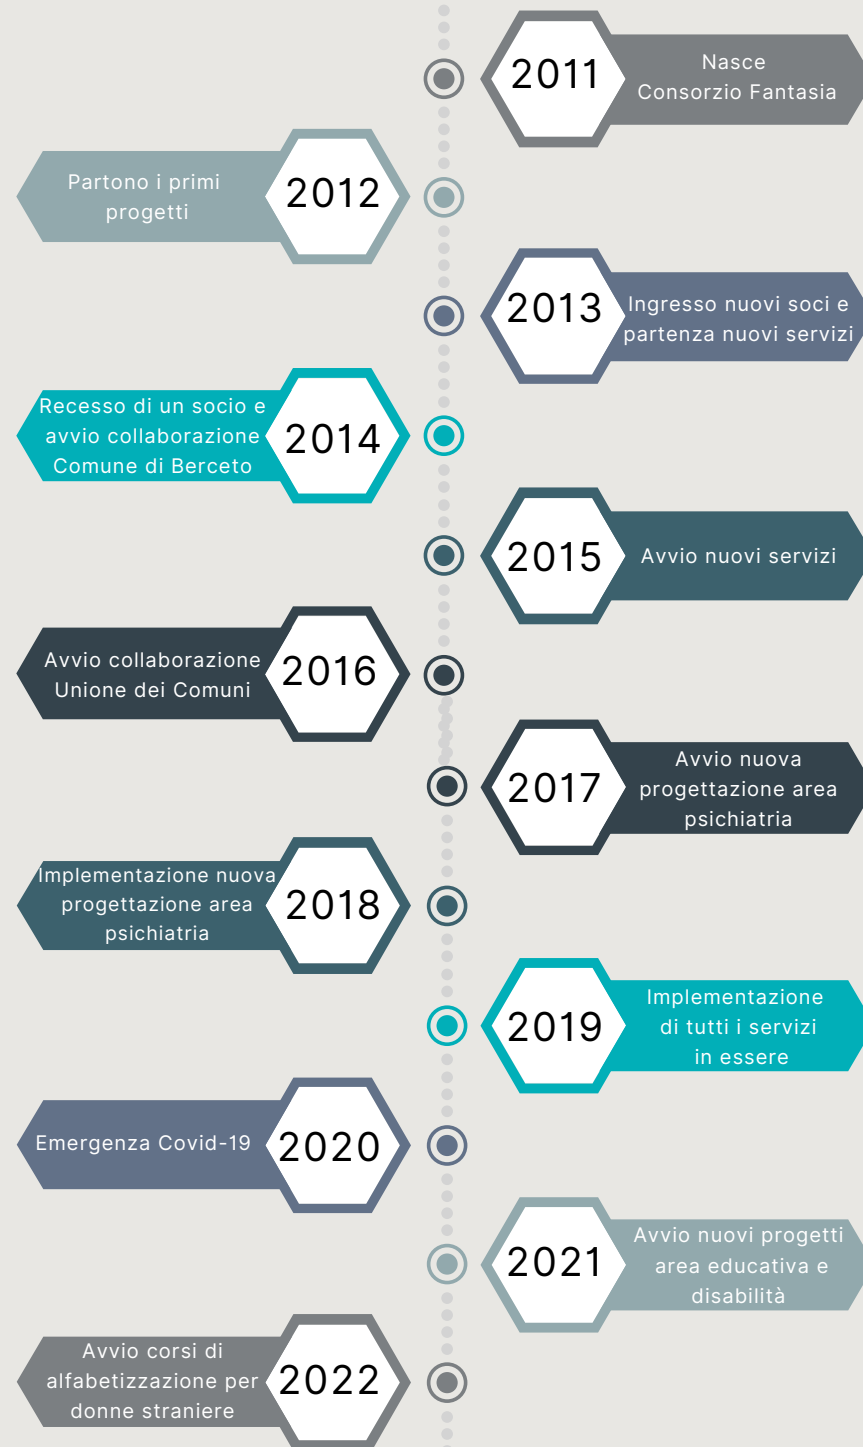 2011
Nasce
Consorzio Fantasia
Partono i primi
progetti
2012
2013
Ingresso nuovi soci e
partenza nuovi servizi
Recesso di un socio e
avvio collaborazione
Comune di Berceto
2014
2015
Avvio nuovi servizi
Avvio collaborazione
Unione dei Comuni
2016
2017
Avvio nuova
progettazione area
psichiatria
Implementazione nuova
progettazione area
psichiatria
2018
2019
Implementazione
di tutti i servizi
in essere
Emergenza Covid-19
2020
2021
Avvio nuovi progetti
area educativa e
disabilità
Avvio corsi di
alfabetizzazione per
donne straniere
2022